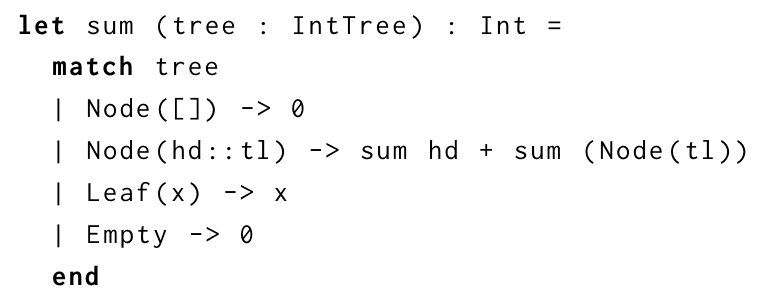 let sum (tree : IntTree) : Int =
  match tree
  | Node([]) -> 0
  | Node(hd::tl) -> sum hd + sum (Node(tl))
  | Leaf(x) -> x
  | Empty -> 0
  end